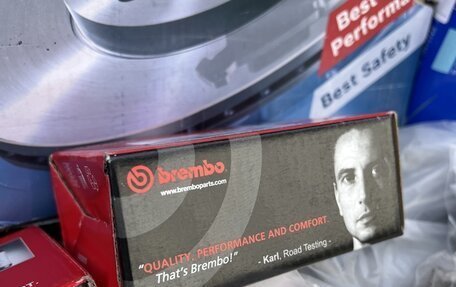 Best
Performa
Best Safety
brembo
www.bremboparts.com
"QUALITY, PERFORMANCE AND COMFORT.
That's Brembo!"
- Karl, Road Testing -